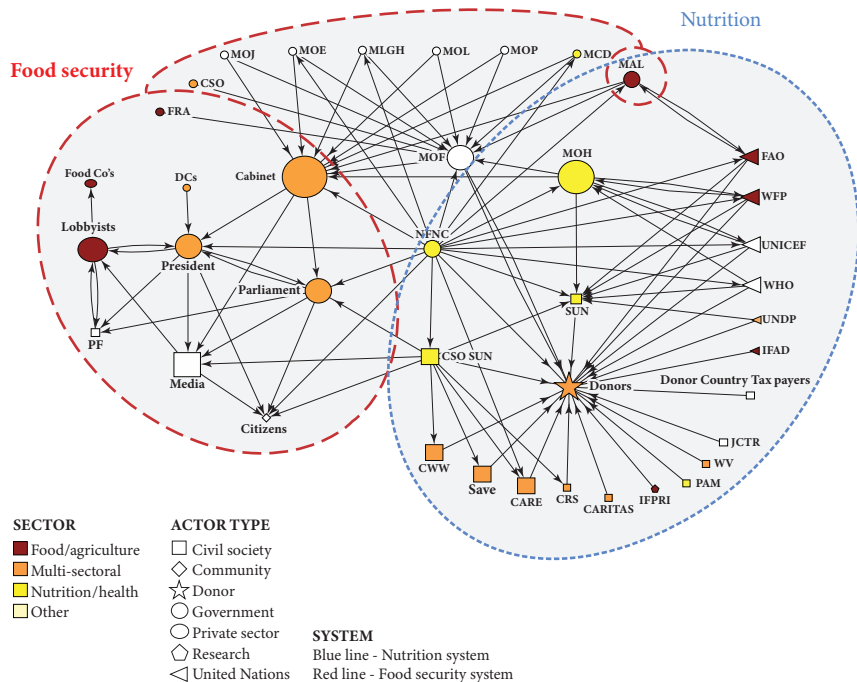 Nutrition
Food security
MOJ
MOE
MLGH
MOL
MOP
MCD
MAL
CSO
FRA
MOF
MOH
FAO
Food Co's
DCs
Cabinet
WFP
Lobbyists
President
NFNC
UNICEF
Parliament
WHO
SUN
UNDP
PF
Media
CSO SUN
IFAD
Donors
Donor Country Tax payers
Citizens
JCTR
CWW
WV
Save
CARE
CRS
CARITAS
IFPRI
PAM
SECTOR
Food/agriculture
Multi-sectoral
Nutrition/health
Other
ACTOR TYPE
Civil society
Community
Donor
Government
Private sector
Research
United Nations
SYSTEM
Blue line - Nutrition system
Red line - Food security system